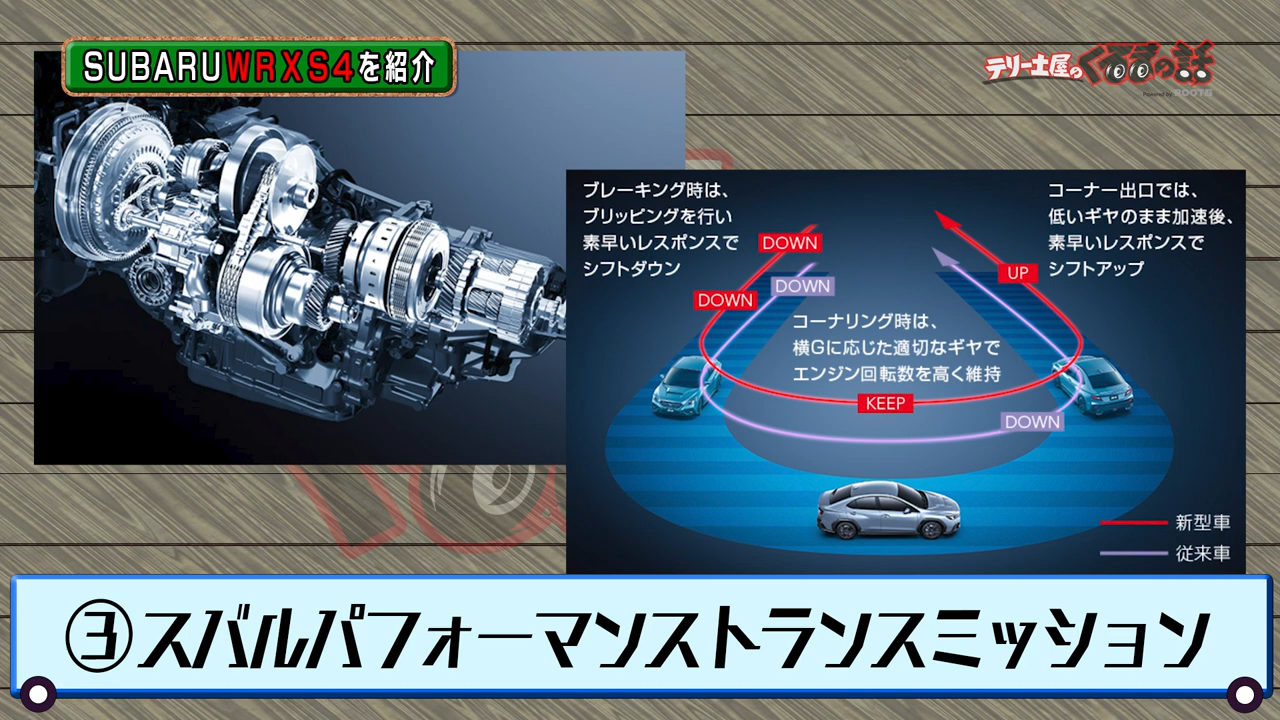 SUBARU WRX S4を紹介
テリー土屋のくるまの話
Powered by ROOTS
ブレーキング時は、
ブリッピングを行い
素早いレスポンスで
シフトダウン
コーナー出口では、
低いギヤのまま加速後、
素早いレスポンスで
シフトアップ
DOWN
UP
DOWN
DOWN
コーナリング時は、
横Gに応じた適切なギヤで
エンジン回転数を高く維持
KEEP
DOWN
新型車
従来車
③スバルパフォーマンストランスミッション